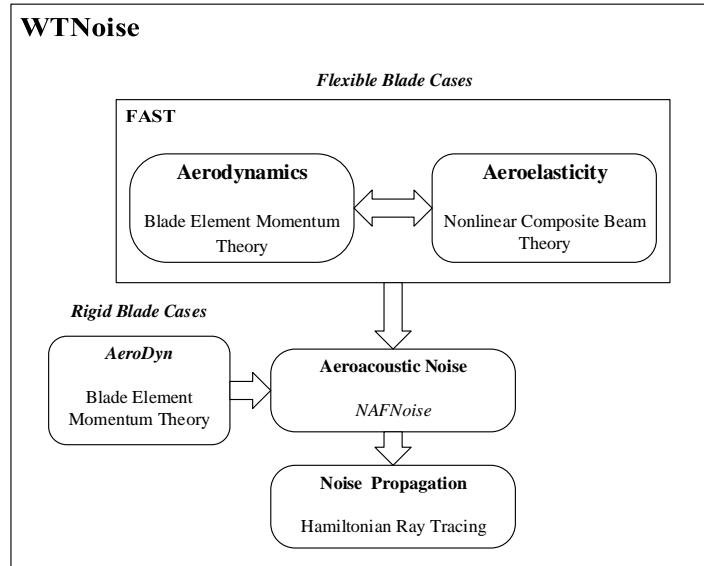 WTNoise
Flexible Blade Cases
FAST
Aerodynamics
Blade Element Momentum
Theory
Aeroelasticity
Nonlinear Composite Beam
Theory
Rigid Blade Cases
AeroDyn
Blade Element
Momentum Theory
Aeroacoustic Noise
NAFNoise
Noise Propagation
Hamiltonian Ray Tracing